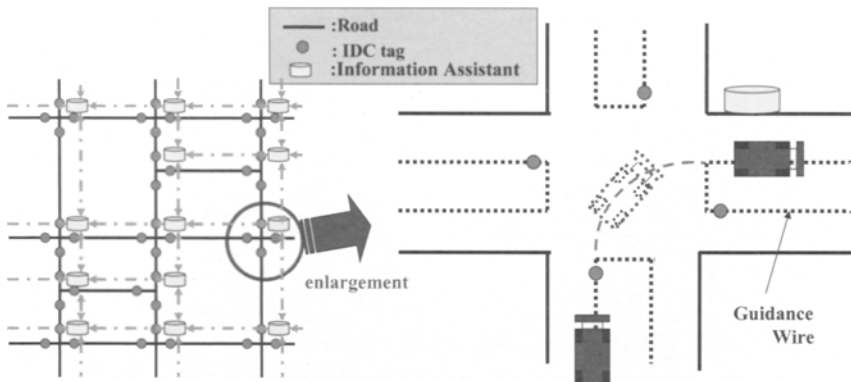 :Road
: IDC tag
:Information Assistant
enlargement
Guidance
Wire